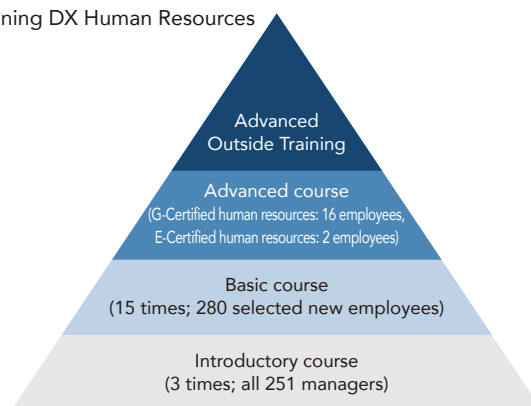 ning DX Human Resources
Advanced
Outside Training
Advanced course
(G-Certified human resources: 16 employees,
E-Certified human resources: 2 employees)
Basic course
(15 times; 280 selected new employees)
Introductory course
(3 times; all 251 managers)